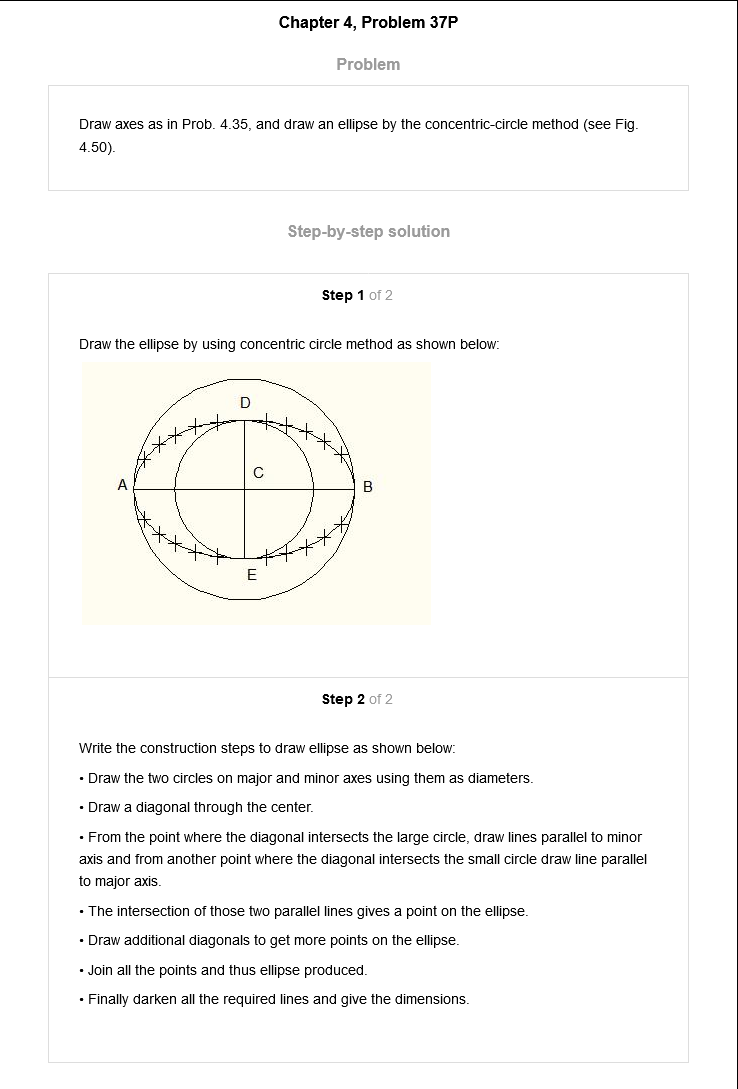 Chapter 4, Problem 37P
Problem
Draw axes as in Prob. 4.35, and draw an ellipse by the concentric-circle method (see Fig.
4.50).
Step-by-step solution
Step 1 of 2
Draw the ellipse by using concentric circle method as shown below:
D
C
A
B
E
Step 2 of 2
Write the construction steps to draw ellipse as shown below:
• Draw the two circles on major and minor axes using them as diameters.
• Draw a diagonal through the center.
• From the point where the diagonal intersects the large circle, draw lines parallel to minor
axis and from another point where the diagonal intersects the small circle draw line parallel
to major axis.
• The intersection of those two parallel lines gives a point on the ellipse.
• Draw additional diagonals to get more points on the ellipse.
• Join all the points and thus ellipse produced.
• Finally darken all the required lines and give the dimensions.